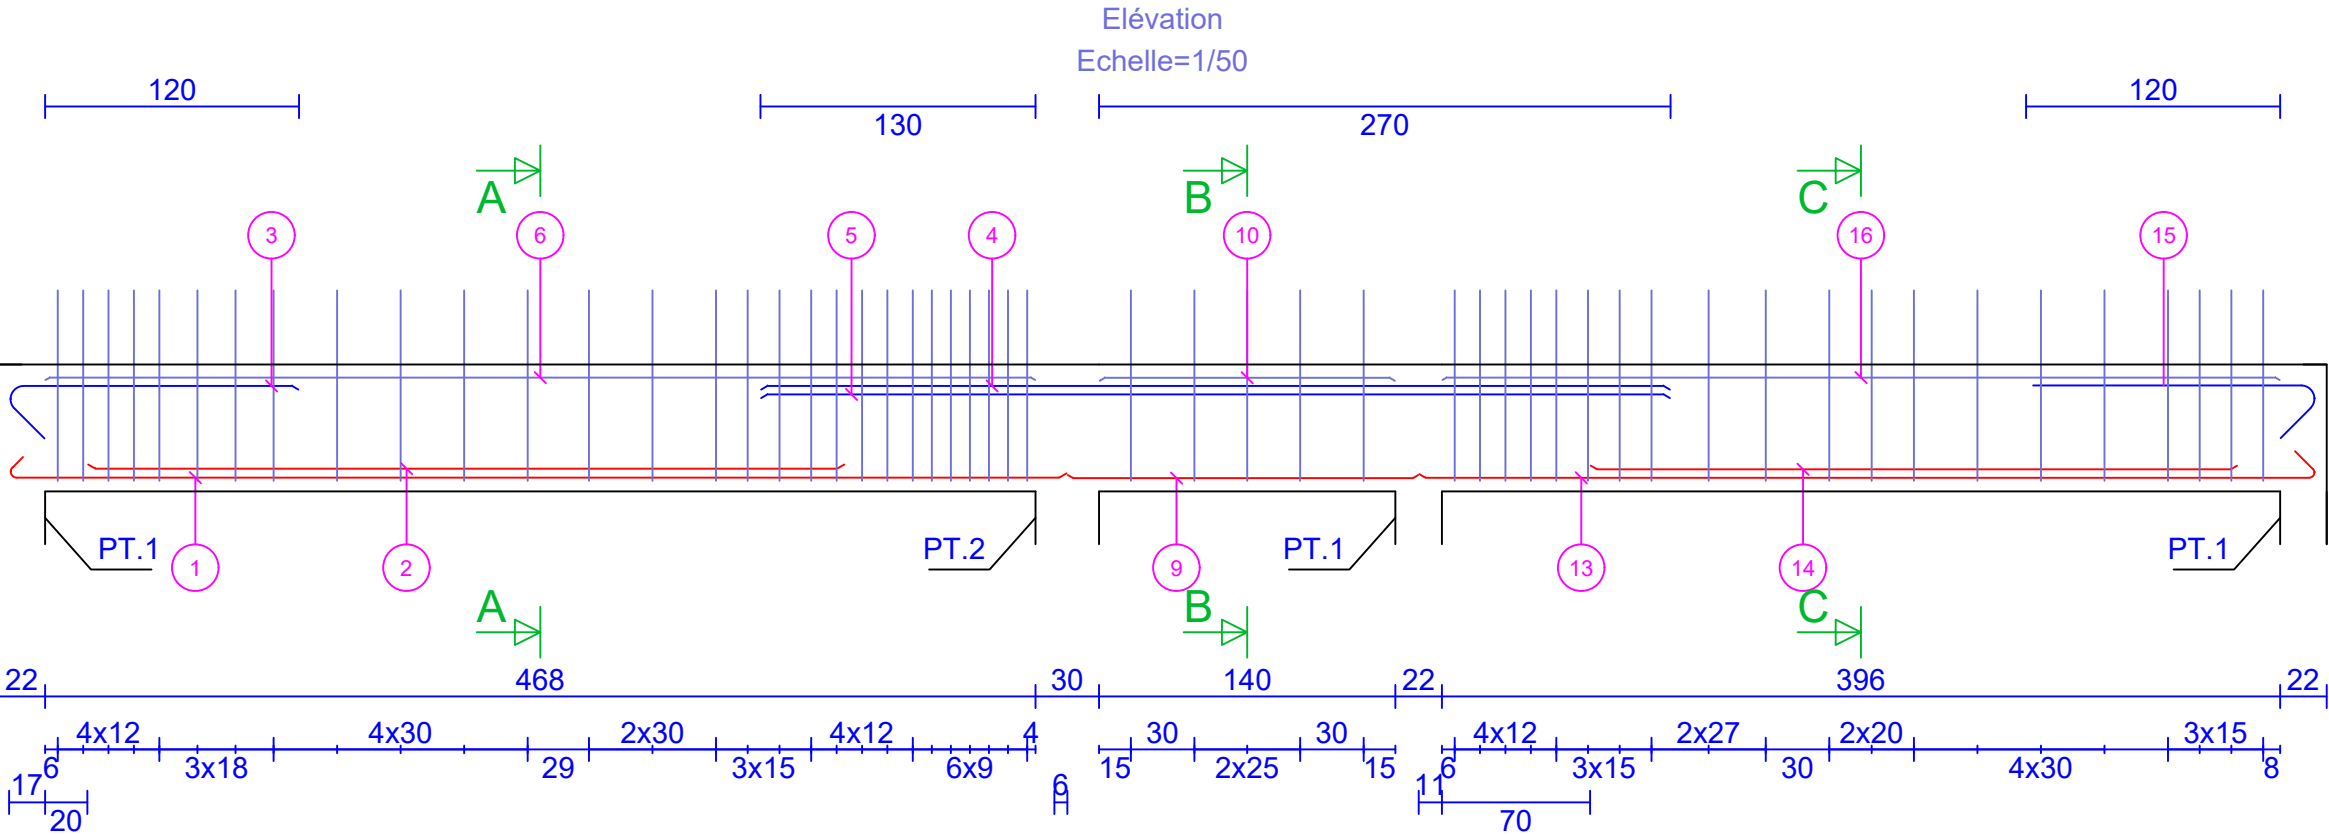 Elévation
Echelle=1/50
120 130 270 120
A B C
3 6 5 4 10 16 15
PT.1 PT.2 PT.1 PT.1
1 2 9 13 14
A B C
22 468 30 140 22 396 22
4x12 4x30 2x30 4x12 4 30 30 4x12 2x27 2x20 3x15
6 3x18 29 3x15 6x9 15 2x25 15 6 3x15 30 4x30 8
17 6 11
20 70